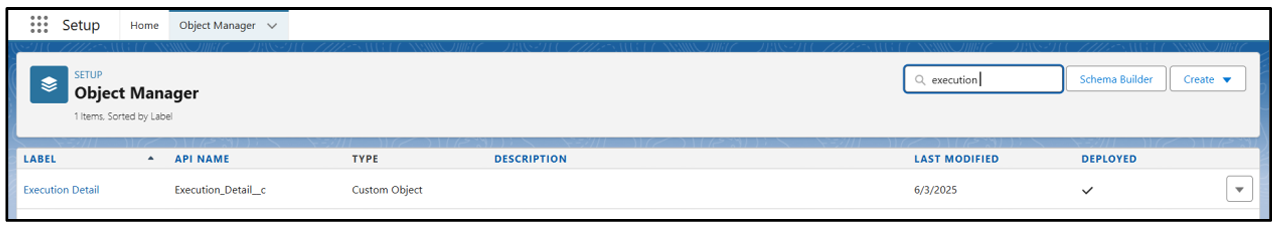 Setup Home Object Manager
SETUP
Object Manager
1 Items, Sorted by Label
execution
Schema Builder
Create
LABEL API NAME TYPE DESCRIPTION LAST MODIFIED DEPLOYED
Execution Detail Execution_Detail__c Custom Object 6/3/2025